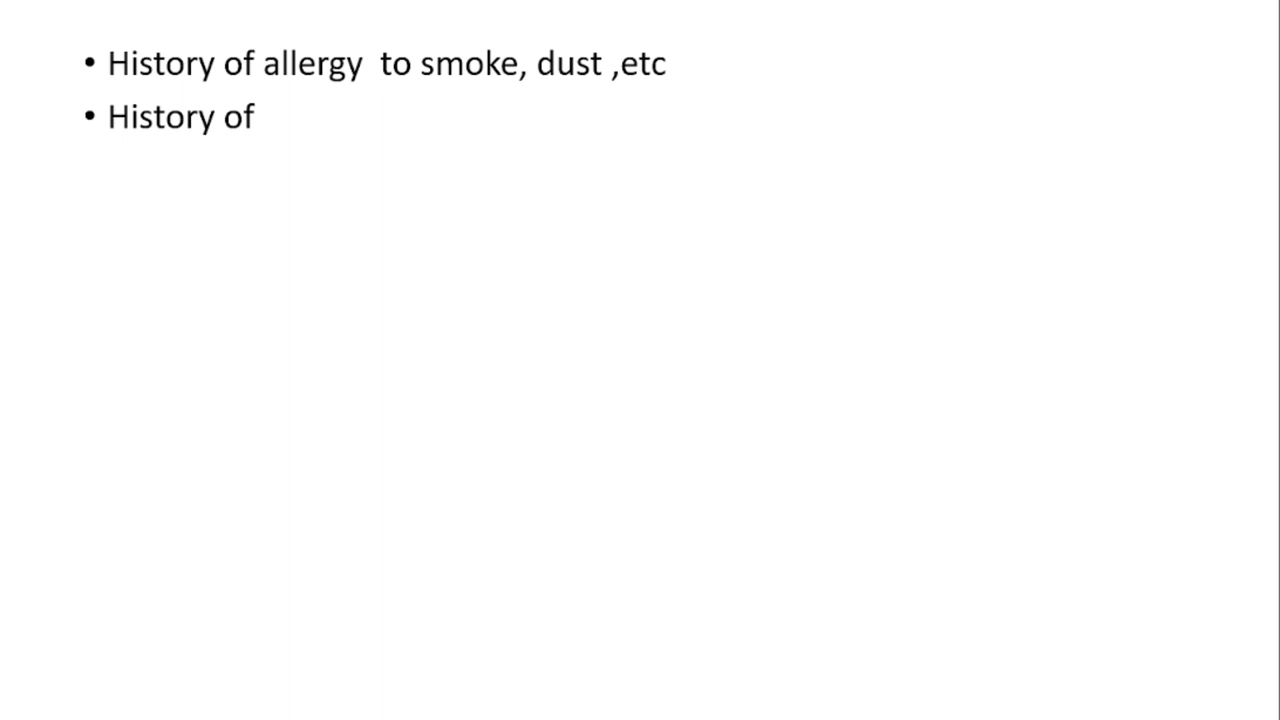 • History of allergy  to smoke, dust ,etc
• History of